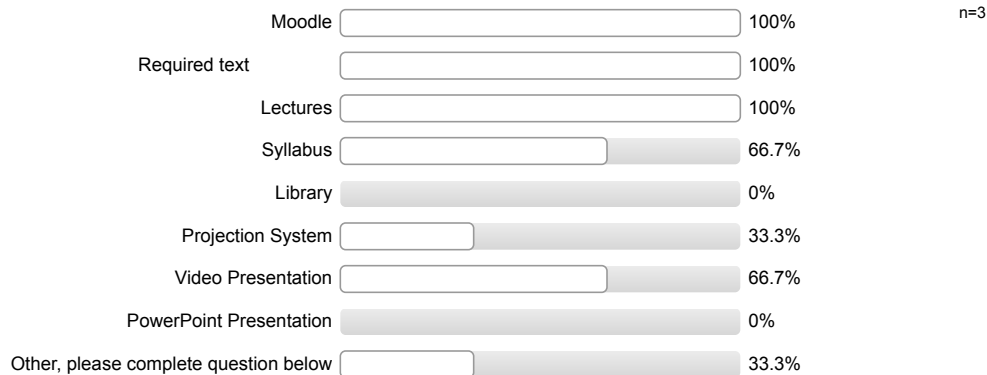 Moodle 100% n=3
Required text 100%
Lectures 100%
Syllabus 66.7%
Library 0%
Projection System 33.3%
Video Presentation 66.7%
PowerPoint Presentation 0%
Other, please complete question below 33.3%